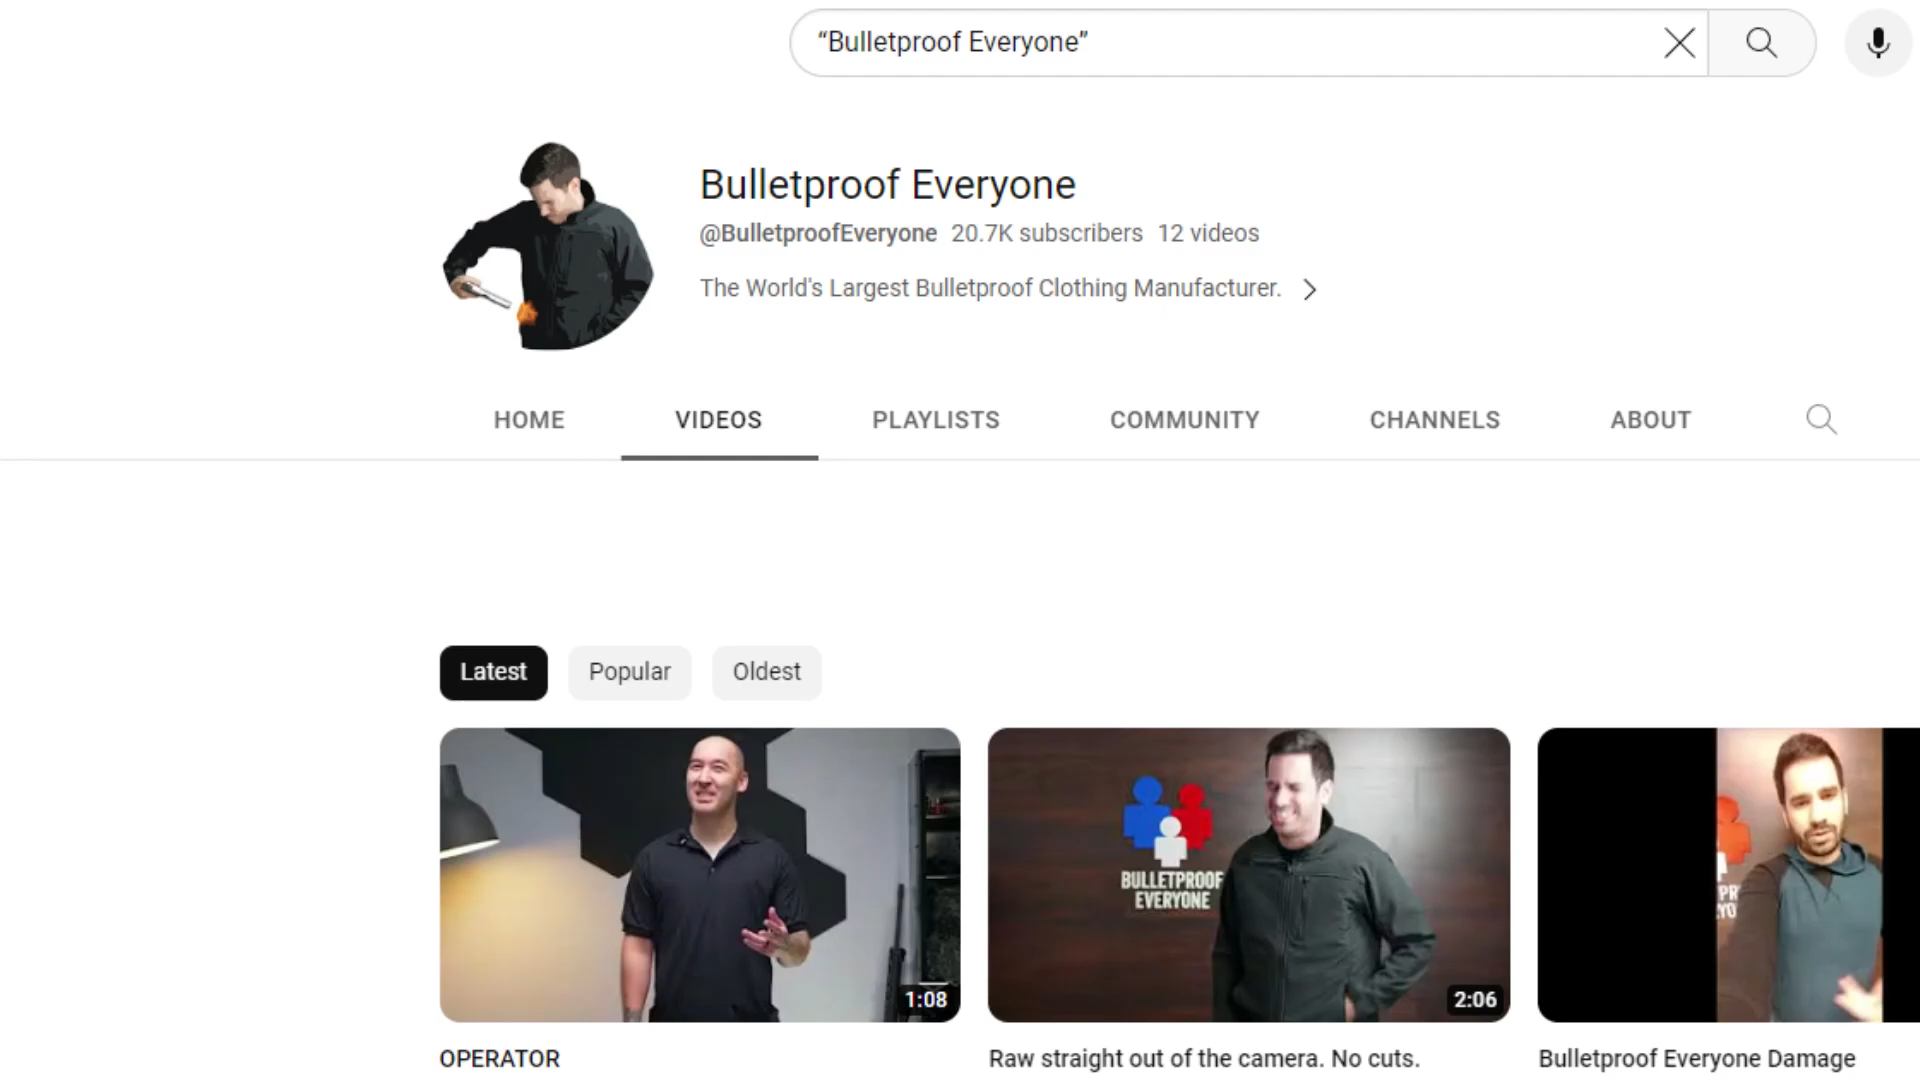 “Bulletproof Everyone”
Bulletproof Everyone
@BulletproofEveryone 20.7K subscribers 12 videos
The World's Largest Bulletproof Clothing Manufacturer.
HOME VIDEOS PLAYLISTS COMMUNITY CHANNELS ABOUT
Latest Popular Oldest
BULLETPROOF
EVERYONE
1:08
2:06
OPERATOR
Raw straight out of the camera. No cuts.
Bulletproof Everyone Damage